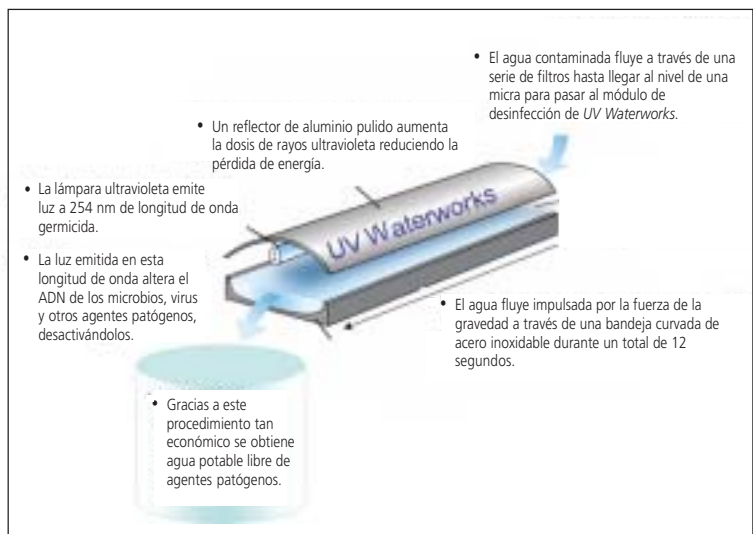 • El agua contaminada fluye a través de una
serie de filtros hasta llegar al nivel de una
micra para pasar al módulo de
desinfección de UV Waterworks.
• Un reflector de aluminio pulido aumenta
la dosis de rayos ultravioleta reduciendo la
pérdida de energía.
• La lámpara ultravioleta emite
luz a 254 nm de longitud de onda
germicida.
UV Waterworks
• La luz emitida en esta
longitud de onda altera el
ADN de los microbios, virus
y otros agentes patógenos,
desactivándolos.
• El agua fluye impulsada por la fuerza de la
gravedad a través de una bandeja curvada de
acero inoxidable durante un total de 12
segundos.
• Gracias a este
procedimiento tan
económico se obtiene
agua potable libre de
agentes patógenos.